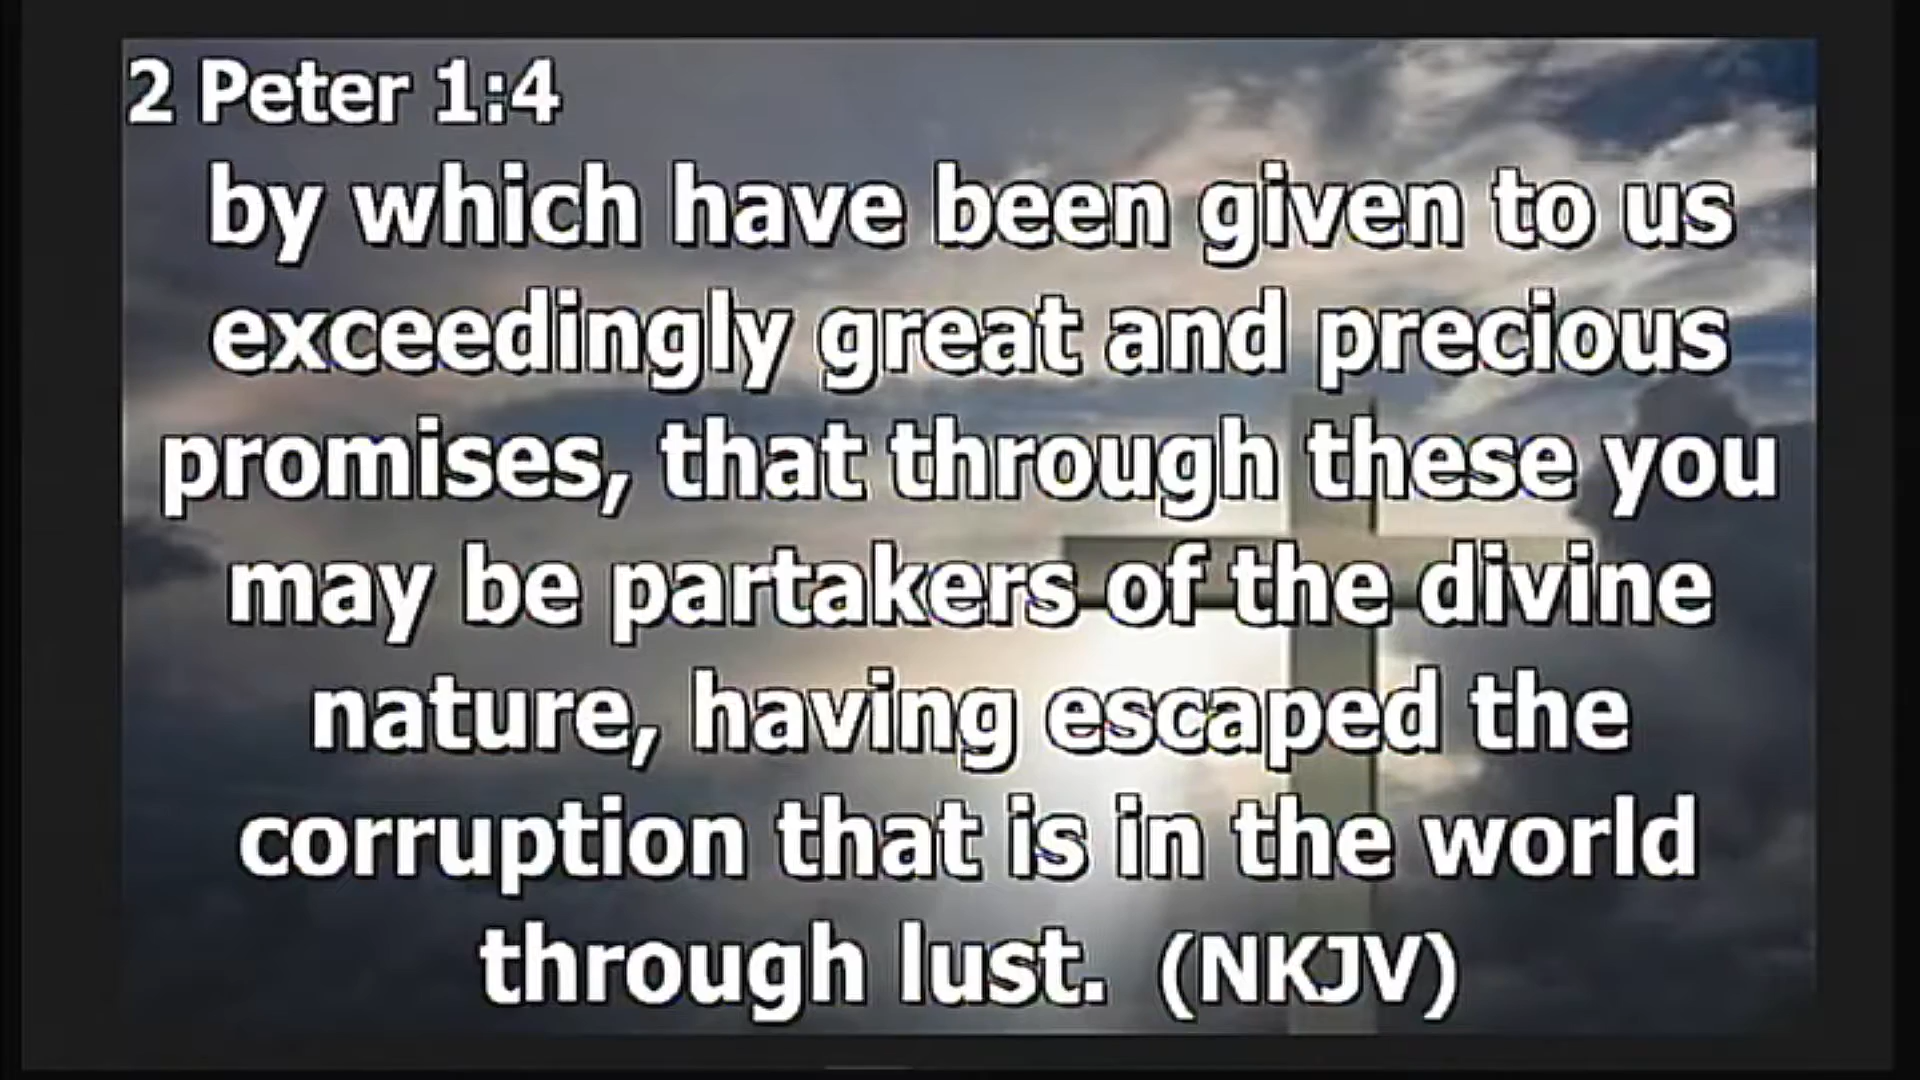 2 Peter 1:4
by which have been given to us
exceedingly great and precious
promises, that through these you
may be partakers of the divine
nature, having escaped the
corruption that is in the world
through lust. (NKJV)